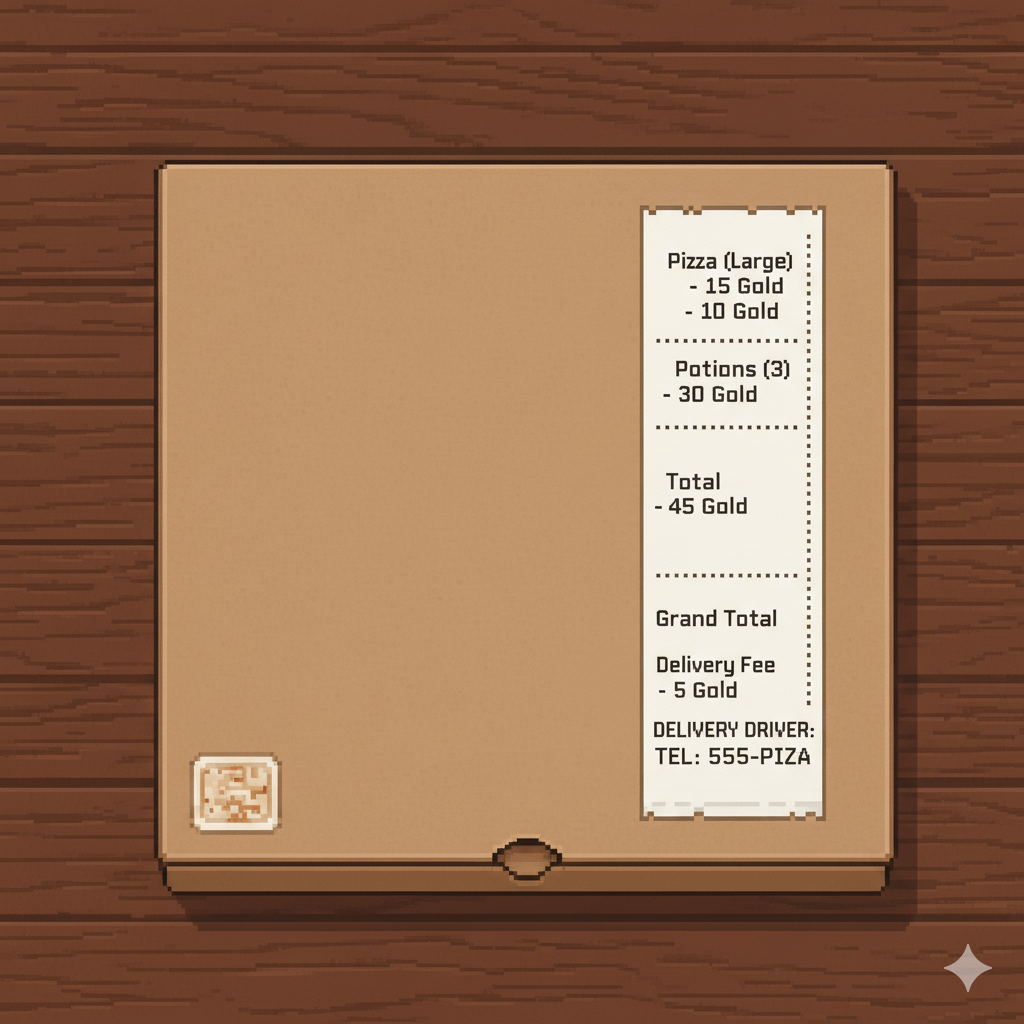 Pizza (Large)
- 15 Gold
- 10 Gold
Potions (3)
- 30 Gold
Total
- 45 Gold
Grand Total
Delivery Fee
- 5 Gold
DELIVERY DRIVER:
TEL: 555-PIZA